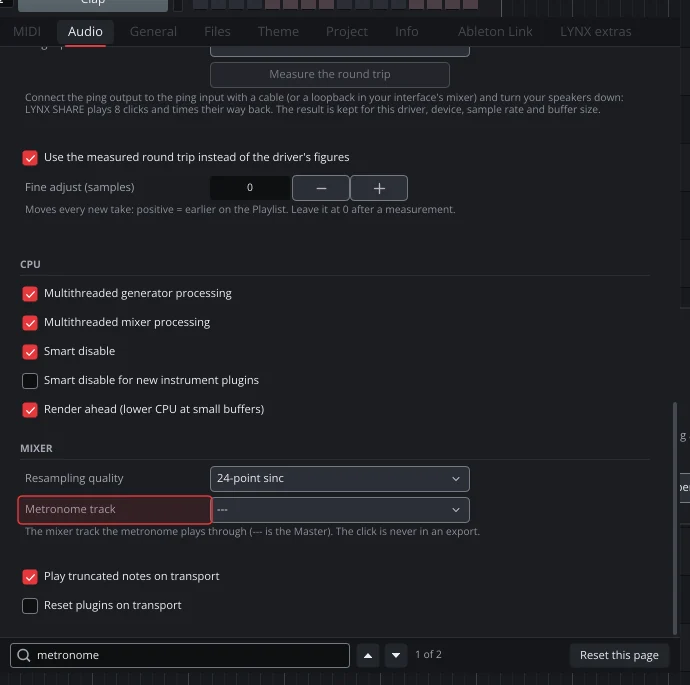 Clap
MIDI Audio General Files Theme Project Info Ableton Link LYNX extras
Measure the round trip
Connect the ping output to the ping input with a cable (or a loopback in your interface's mixer) and turn your speakers down:
LYNX SHARE plays 8 clicks and times their way back. The result is kept for this driver, device, sample rate and buffer size.
Use the measured round trip instead of the driver's figures
Fine adjust (samples) 0 − +
Moves every new take: positive = earlier on the Playlist. Leave it at 0 after a measurement.
CPU
Multithreaded generator processing
Multithreaded mixer processing
Smart disable
Smart disable for new instrument plugins
Render ahead (lower CPU at small buffers)
MIXER
Resampling quality 24-point sinc
Metronome track ---
The mixer track the metronome plays through (--- is the Master). The click is never in an export.
Play truncated notes on transport
Reset plugins on transport
metronome 1 of 2 Reset this page